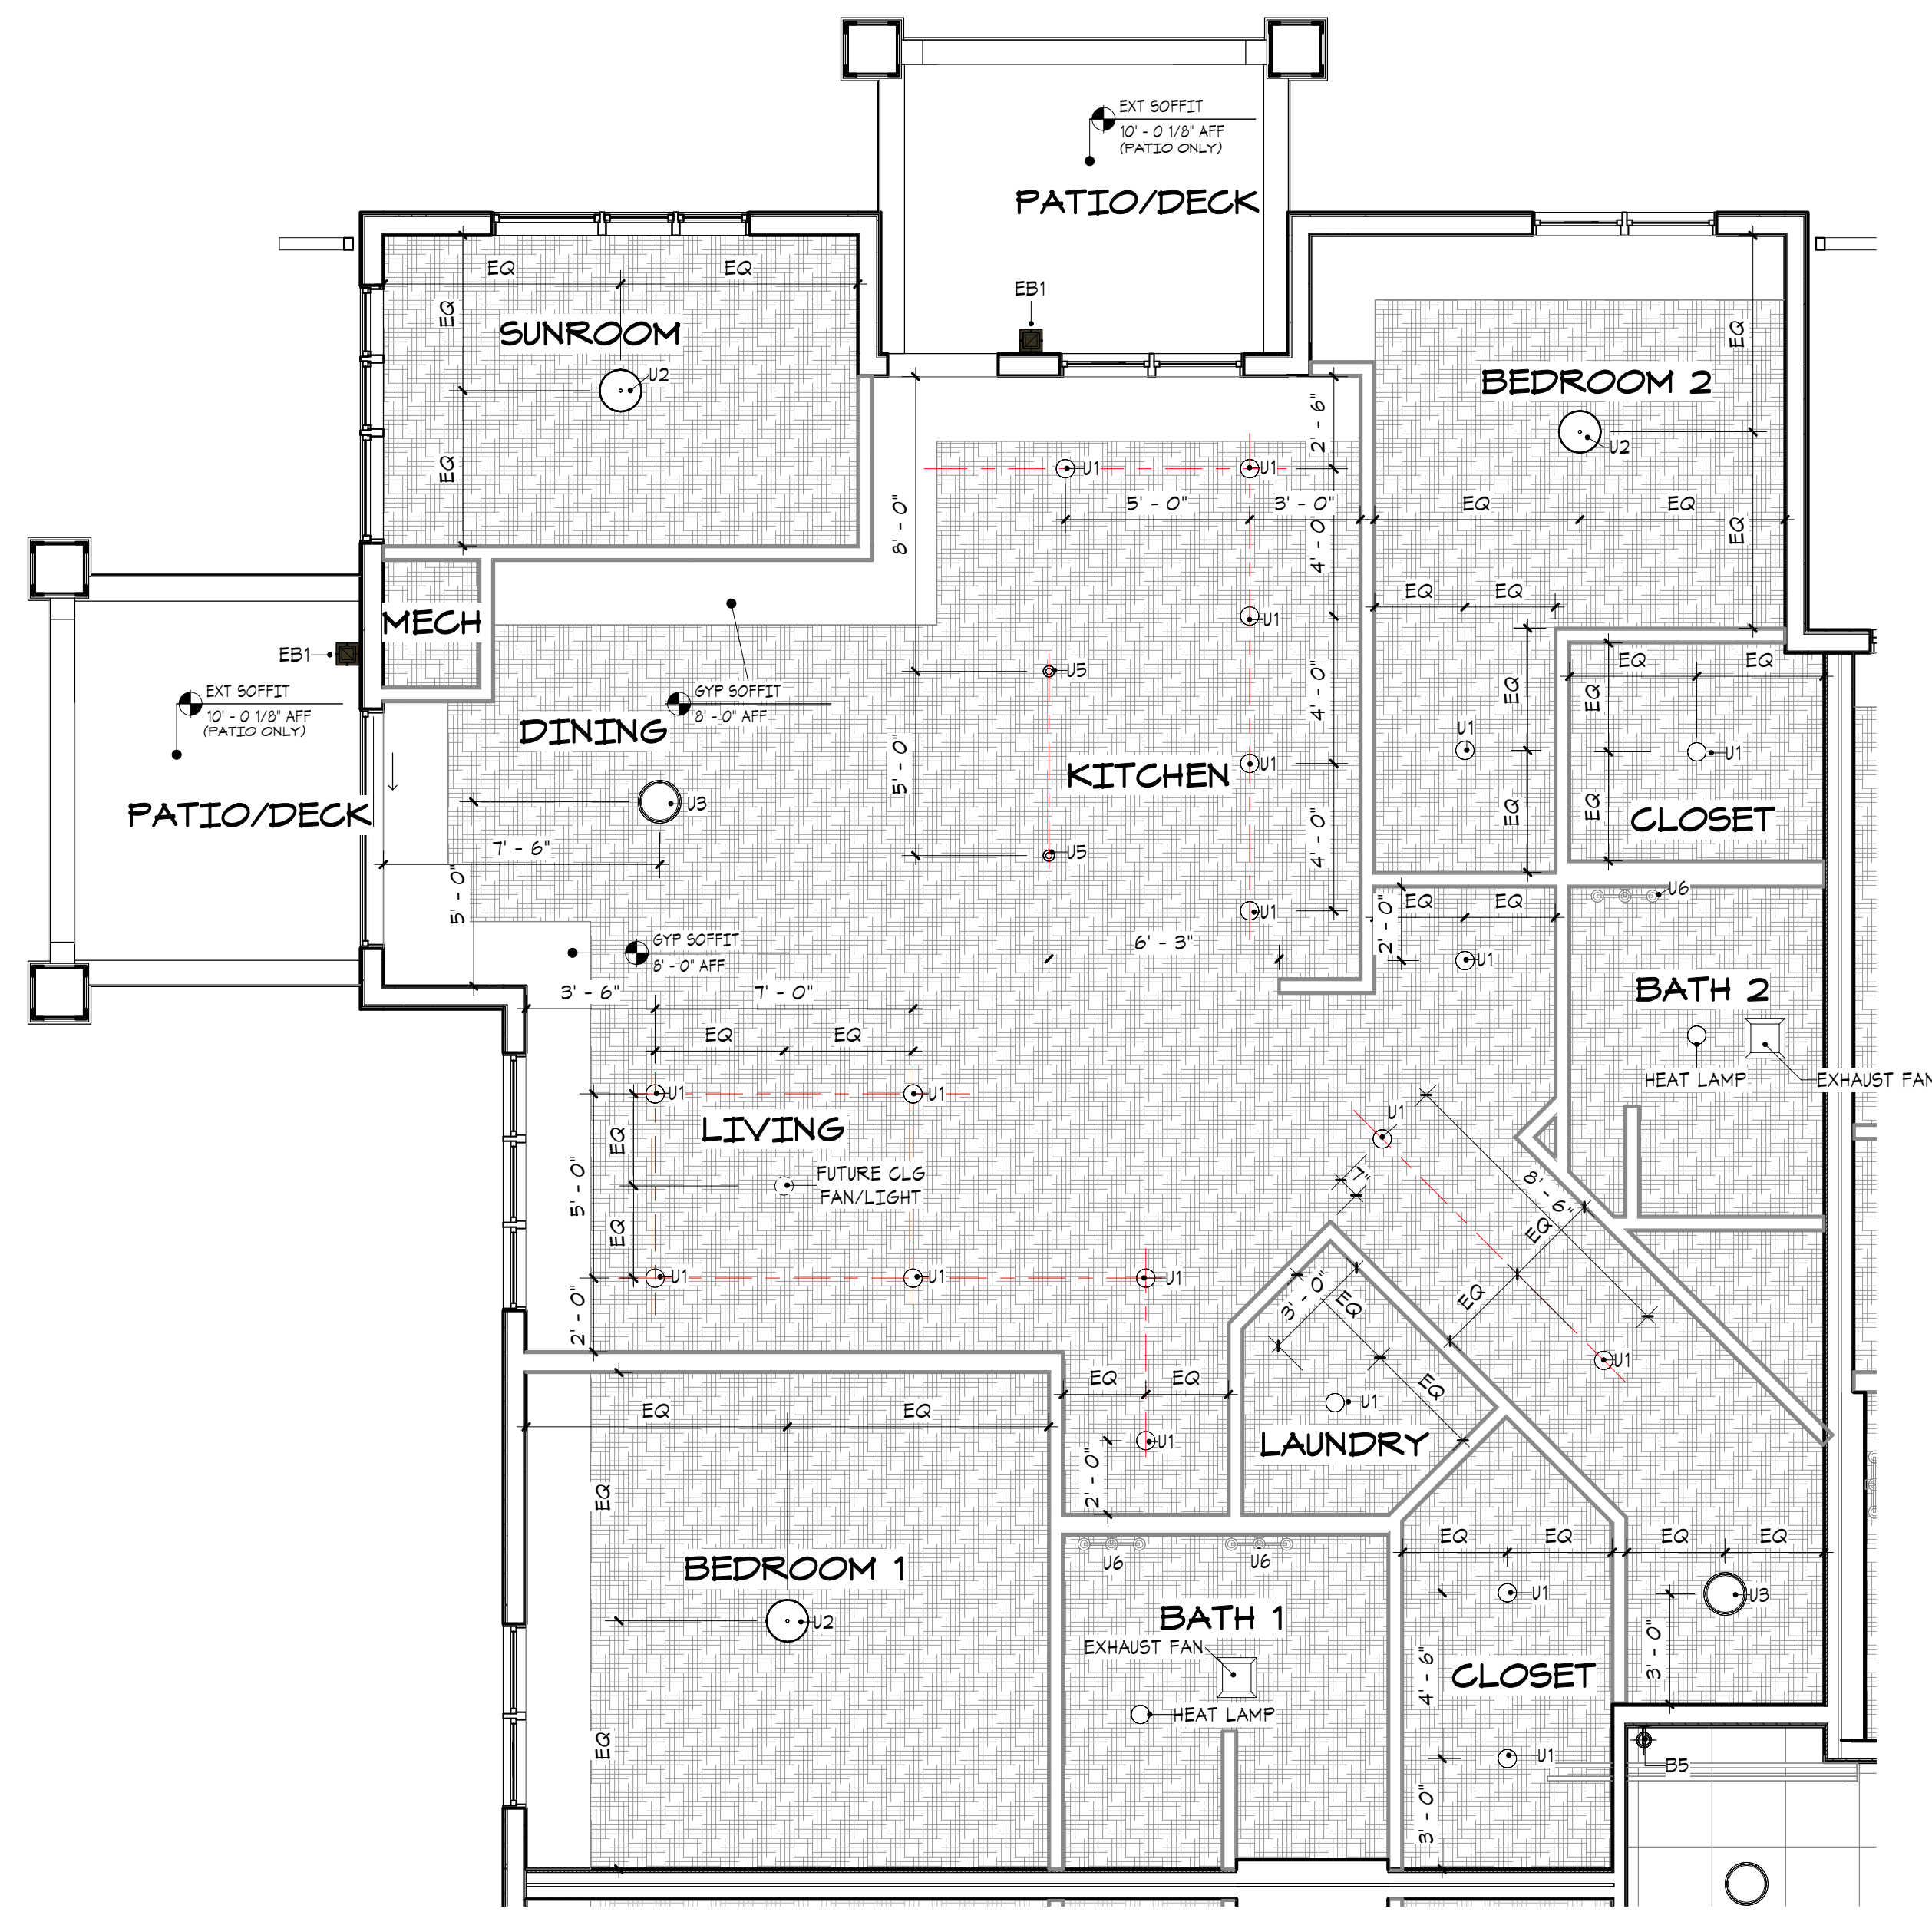 EXT SOFFIT
10' - 0 1/8" AFF
(PATIO ONLY)
PATIO/DECK
EB1
EQ
EQ
EQ
SUNROOM
U2
EQ
EQ
BEDROOM 2
U2
EQ
EQ
EQ
2' - 6"
U1
U1
5' - 0"
3' - 0"
8' - 0"
4' - 0"
U1
4' - 0"
U1
4' - 0"
U1
MECH
EB1
EXT SOFFIT
10' - 0 1/8" AFF
(PATIO ONLY)
PATIO/DECK
GYP SOFFIT
8' - 0" AFF
DINING
U3
7' - 6"
5' - 0"
U5
5' - 0"
U5
KITCHEN
6' - 3"
EQ
EQ
EQ
U1
EQ
EQ
EQ
EQ
U1
EQ
CLOSET
EQ
EQ
2' - 0"
U1
U6
BATH 2
HEAT LAMP
EXHAUST FAN
GYP SOFFIT
8' - 0" AFF
3' - 6"
7' - 0"
EQ
EQ
U1
U1
LIVING
EQ
5' - 0"
FUTURE CLG
FAN/LIGHT
EQ
U1
U1
U1
2' - 0"
U1
7"
8' - 6"
EQ
EQ
U1
3' - 0"
EQ
EQ
U1
LAUNDRY
EQ
EQ
U1
2' - 0"
EQ
EQ
EQ
BEDROOM 1
U2
EQ
U6
U6
BATH 1
EXHAUST FAN
HEAT LAMP
EQ
EQ
U1
4' - 6"
CLOSET
U1
3' - 0"
EQ
EQ
U3
3' - 0"
B5